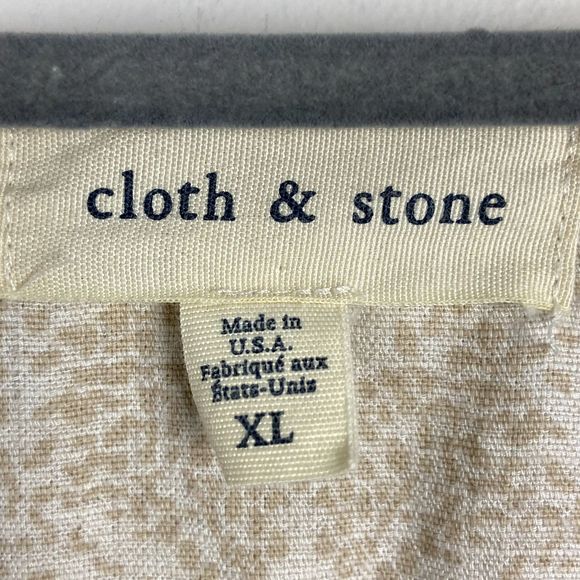 cloth & stone
Made in
U.S.A.
Fabriqué aux
États-Unis
XL